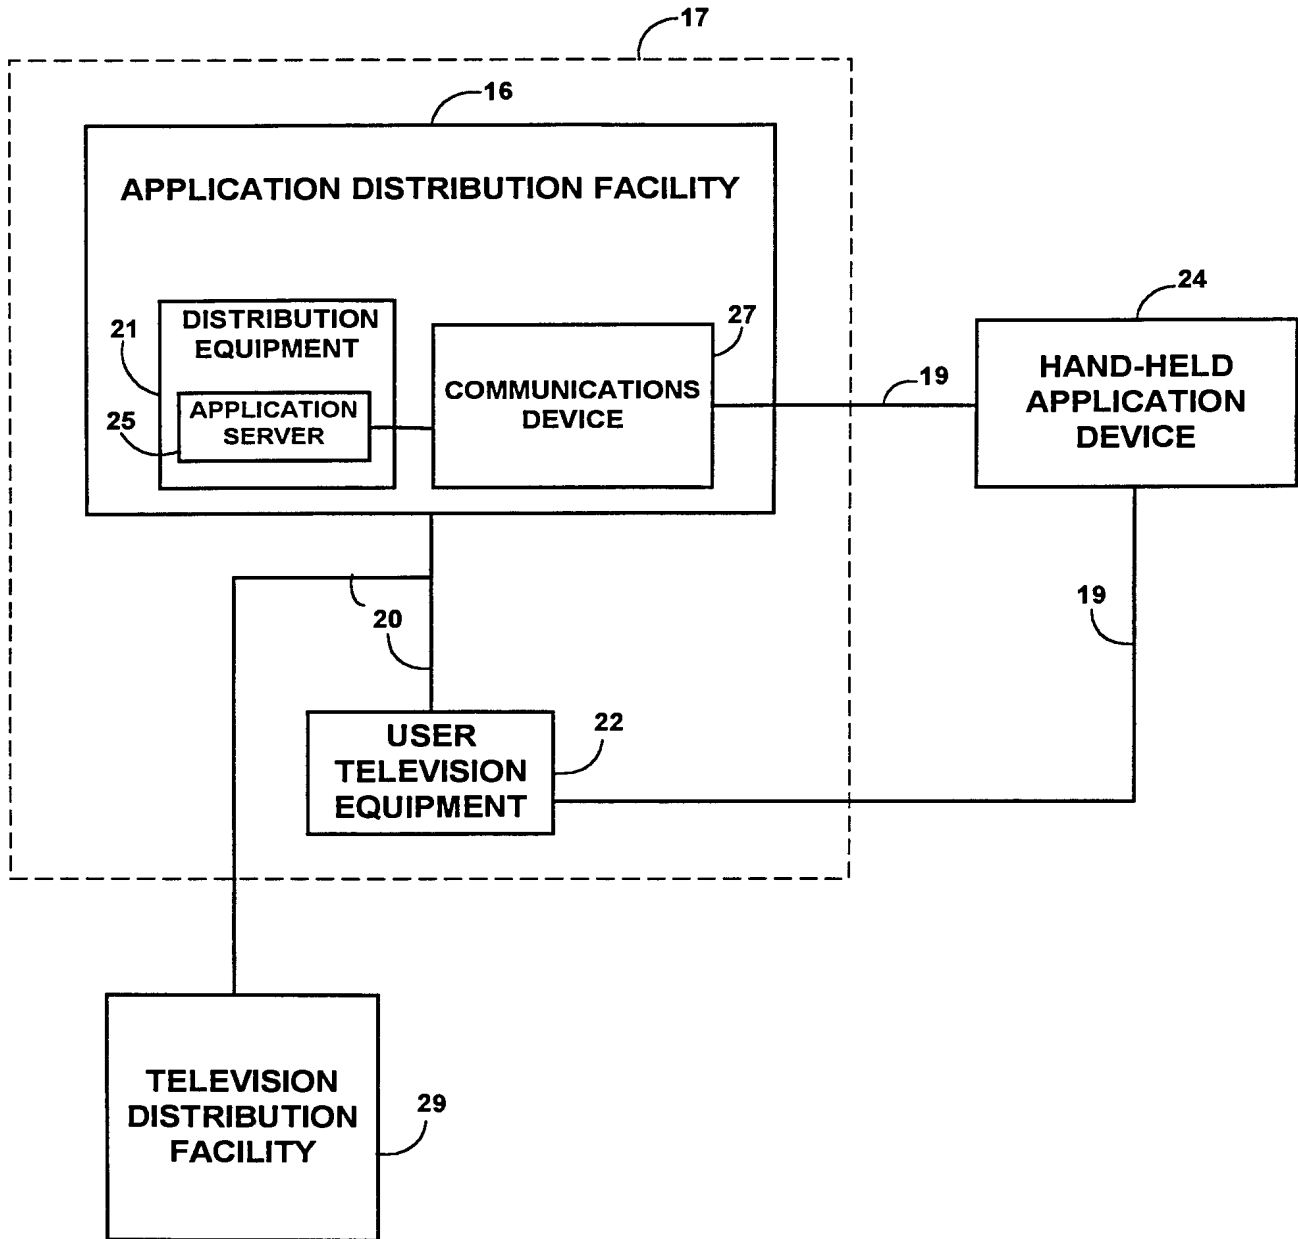 17
16
APPLICATION DISTRIBUTION FACILITY
24
21
DISTRIBUTION
EQUIPMENT
27
HAND-HELD
APPLICATION
DEVICE
19
COMMUNICATIONS
DEVICE
25
APPLICATION
SERVER
20
19
USER
TELEVISION
EQUIPMENT
22
TELEVISION
DISTRIBUTION
FACILITY
29